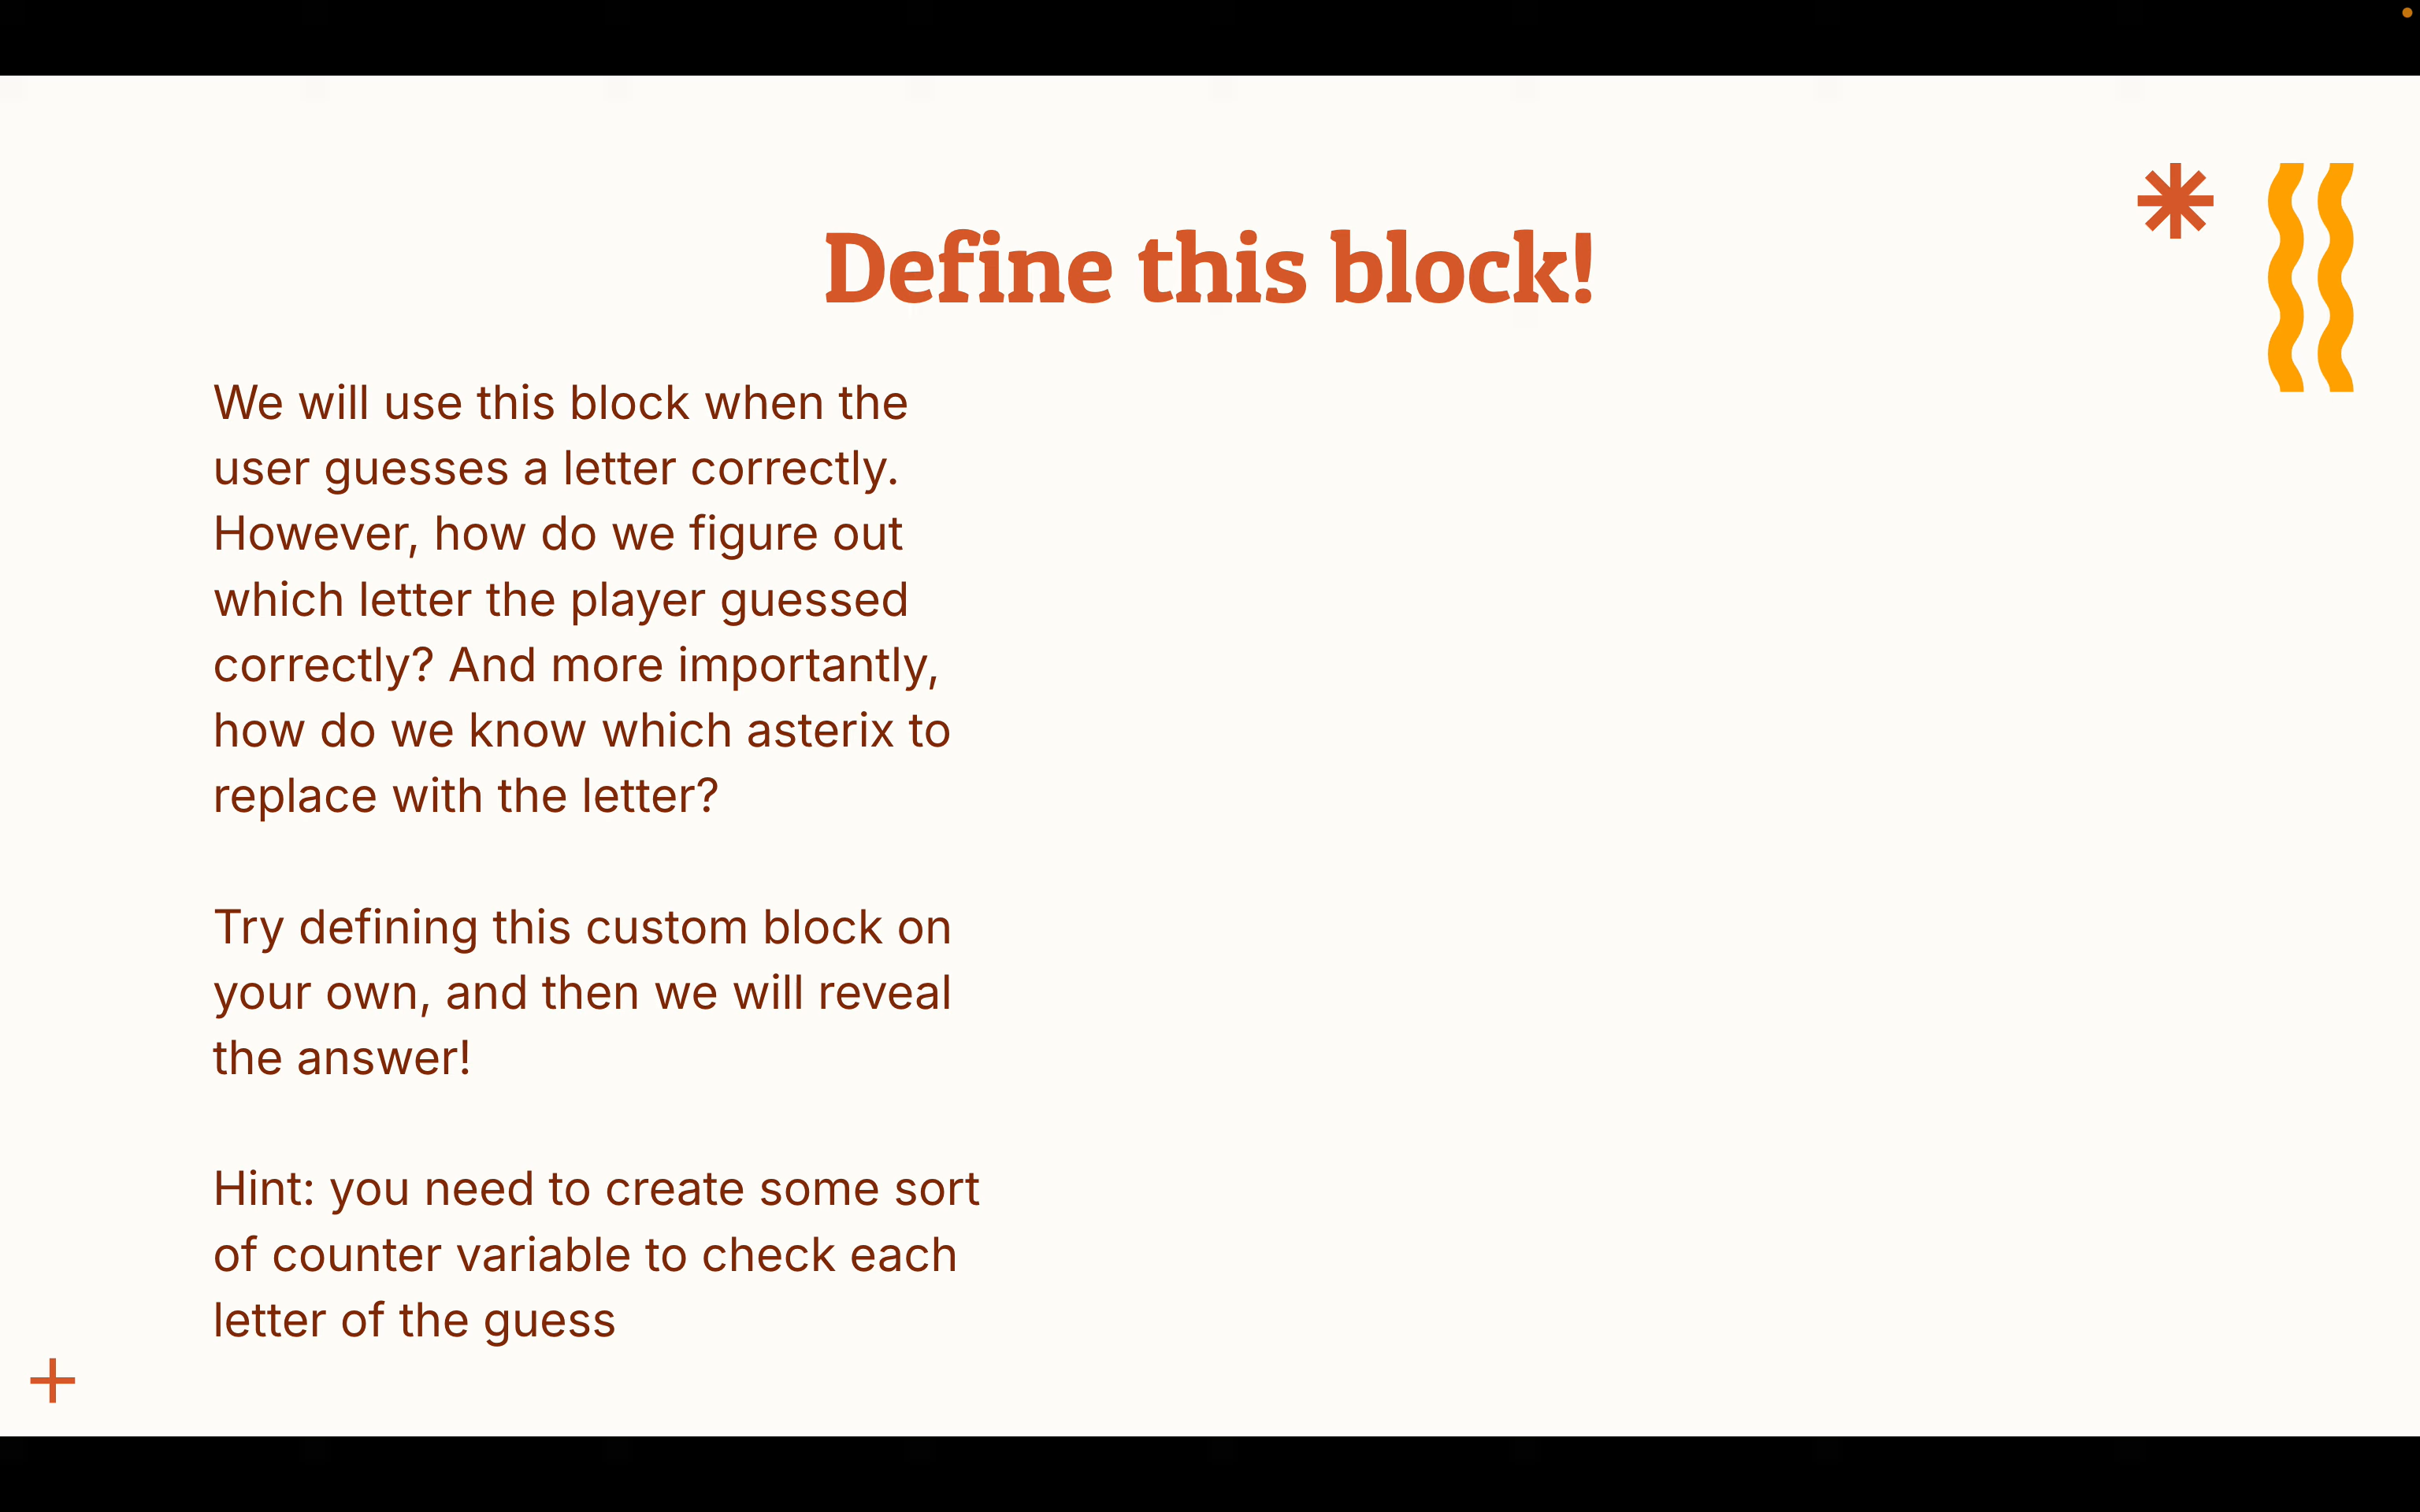 Define this block!
We will use this block when the
user guesses a letter correctly.
However, how do we figure out
which letter the player guessed
correctly? And more importantly,
how do we know which asterix to
replace with the letter?
Try defining this custom block on
your own, and then we will reveal
the answer!
Hint: you need to create some sort
of counter variable to check each
letter of the guess